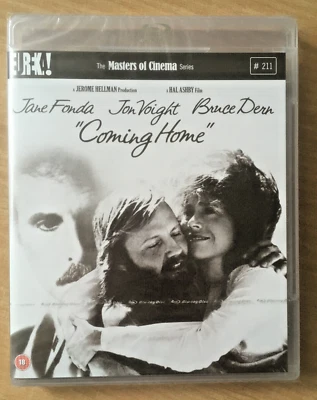 EUREKA!
The Masters of Cinema Series
# 211
A JEROME HELLMAN Production
A HAL ASHBY Film
Jane Fonda Jon Voight Bruce Dern
"Coming Home"
18